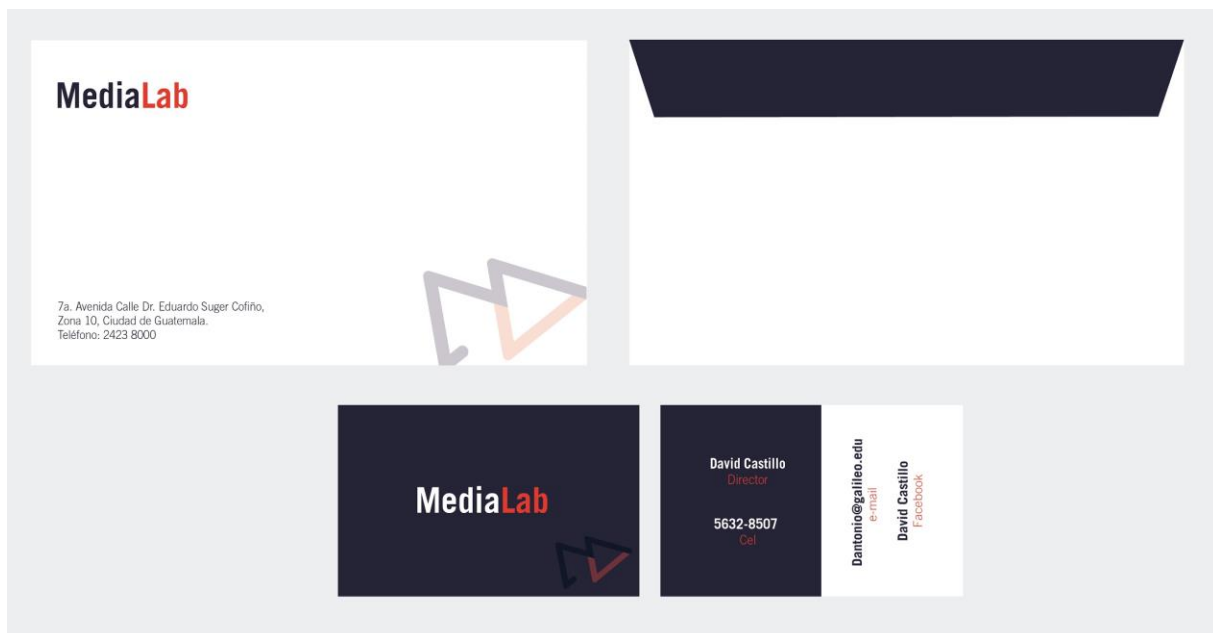 MediaLab
7a. Avenida Calle Dr. Eduardo Suger Cofiño,
Zona 10, Ciudad de Guatemala.
Teléfono: 2423 8000
MediaLab
David Castillo
Director
5632-8507
Cel
Dantonio@galileo.edu
e-mail
David Castillo
Facebook